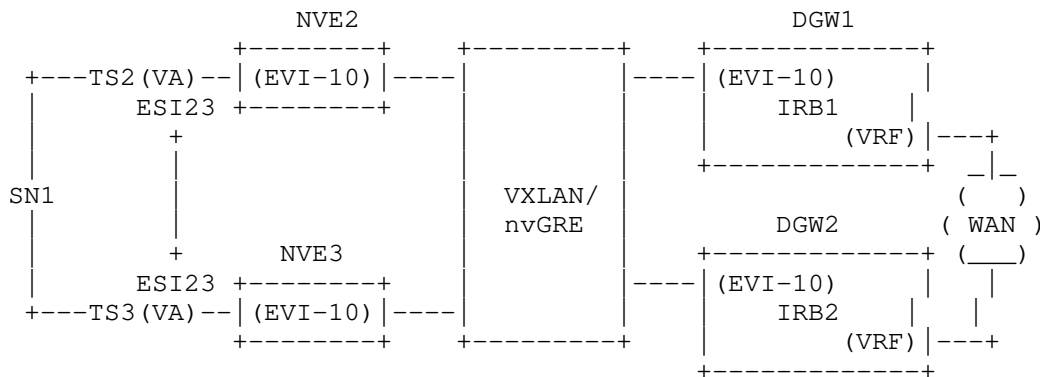 NVE2 DGW1
TS2(VA) (EVI-10) (EVI-10)
ESI23 IRB1
(VRF)
SN1 VXLAN/
nvGRE DGW2 ( WAN )
NVE3
ESI23 (EVI-10)
TS3(VA) (EVI-10) IRB2
(VRF)